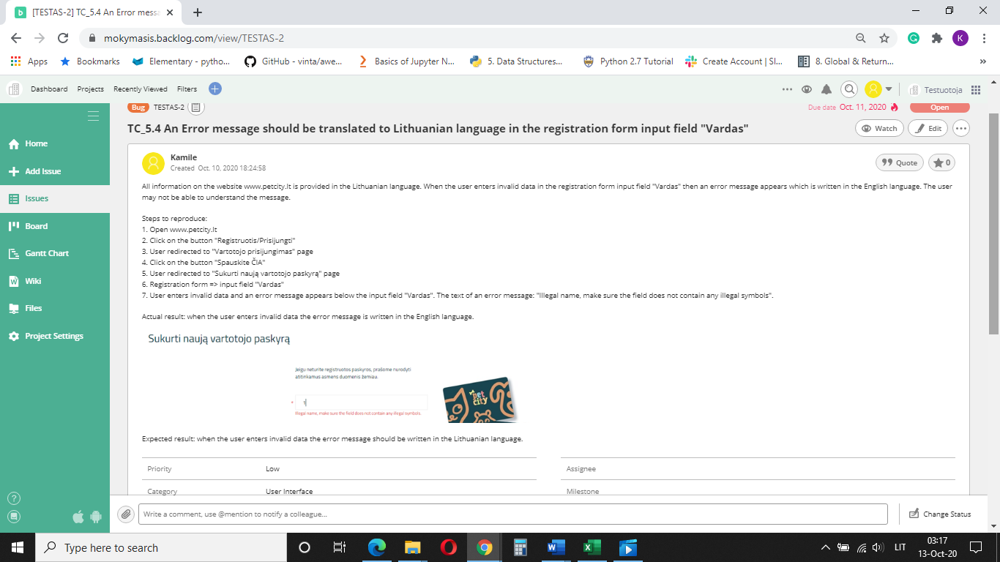 [TESTAS-2] TC_5.4 An Error messa
mokymasis.backlog.com/view/TESTAS-2
Apps Bookmarks Elementary - pytho... GitHub - vinta/awe... Basics of Jupyter N... 5. Data Structures... Python 2.7 Tutorial Create Account | Sl... 8. Global & Return...
Dashboard Projects Recently Viewed Filters Testuotoja
Bug TESTAS-2 Due date Oct. 11, 2020 Open
TC_5.4 An Error message should be translated to Lithuanian language in the registration form input field "Vardas" Watch Edit
Home
Add Issue
Issues
Board
Gantt Chart
Wiki
Files
Project Settings
Kamile
Created Oct. 10, 2020 18:24:58
Quote 0
All information on the website www.petcity.lt is provided in the Lithuanian language. When the user enters invalid data in the registration form input field "Vardas" then an error message appears which is written in the English language. The user
may not be able to understand the message.
Steps to reproduce:
1. Open www.petcity.lt
2. Click on the button "Registruotis/Prisijungti"
3. User redirected to "Vartotojo prisijungimas" page
4. Click on the button "Spauskite ČIA"
5. User redirected to "Sukurti naują vartotojo paskyrą" page
6. Registration form => input field "Vardas"
7. User enters invalid data and an error message appears below the input field "Vardas". The text of an error message: "Illegal name, make sure the field does not contain any illegal symbols".
Actual result: when the user enters invalid data the error message is written in the English language.
Sukurti naują vartotojo paskyrą
Jeigu neturite registruotos paskyros, prašome nurodyti
atitinkamus asmens duomenis žemiau.
*
Illegal name, make sure the field does not contain any illegal symbols.
pet
city
Expected result: when the user enters invalid data the error message should be written in the Lithuanian language.
Priority Low Assignee
Category User Interface Milestone
Write a comment, use @mention to notify a colleague... Change Status
Type here to search
LIT
03:17
13-Oct-20